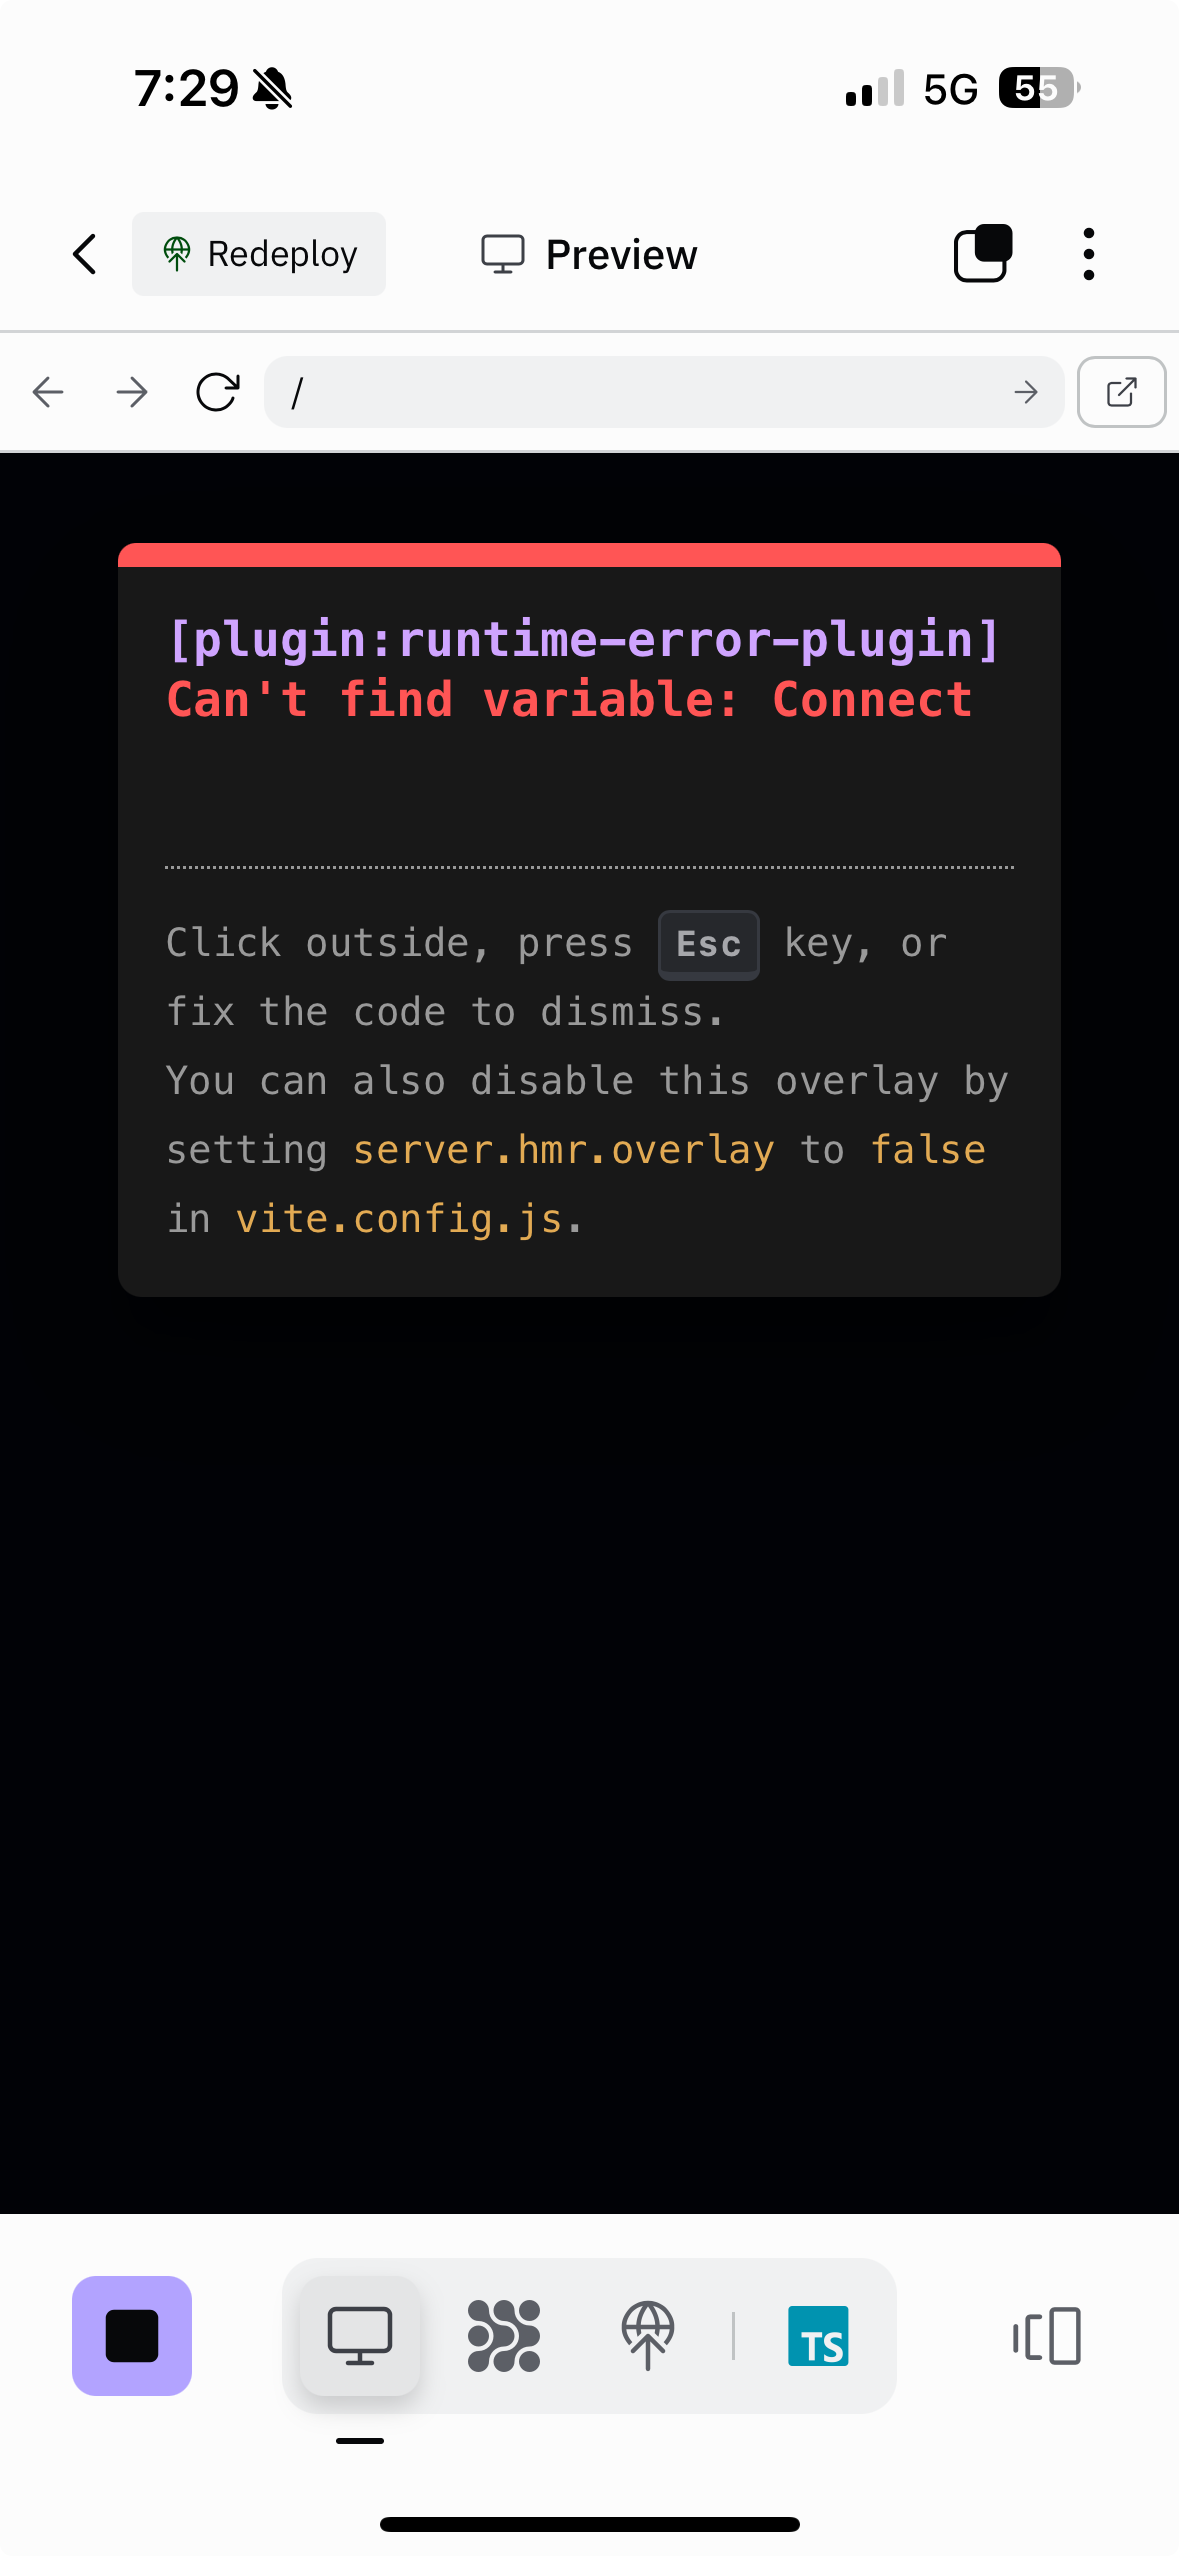 7:29
5G 55
Redeploy
Preview
/
[plugin:runtime-error-plugin]
Can't find variable: Connect
Click outside, press Esc key, or
fix the code to dismiss.
You can also disable this overlay by
setting server.hmr.overlay to false
in vite.config.js.
TS